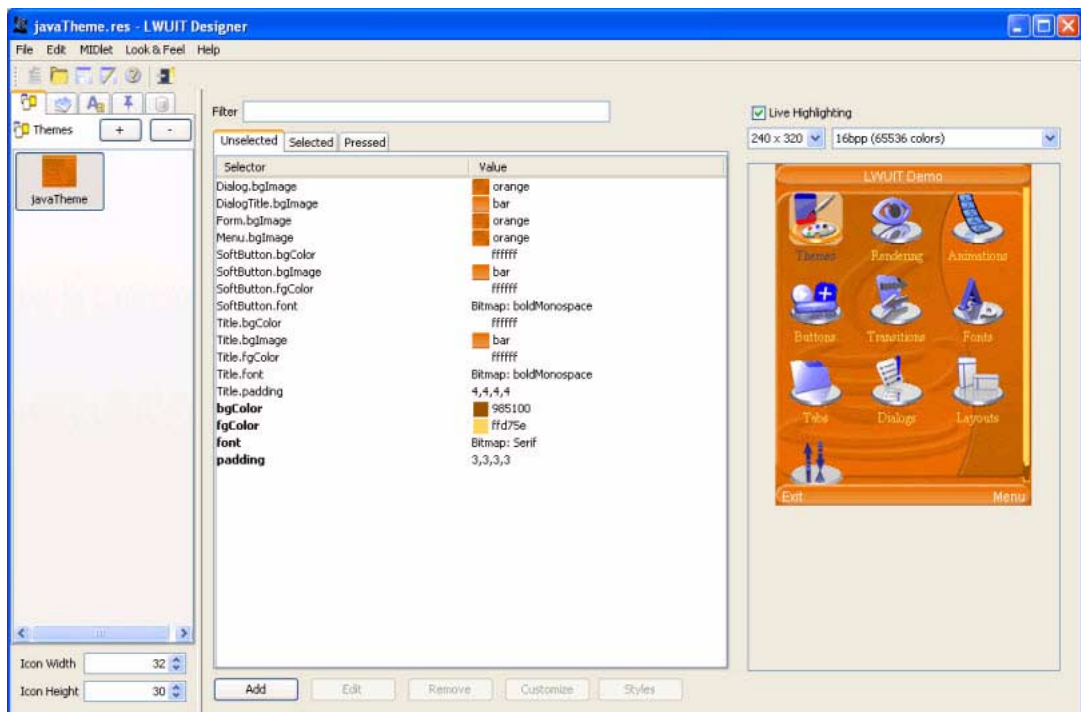 javaTheme.res - LWUIT Designer
File Edit MIDlet Look & Feel Help
Themes + -
javaTheme
Icon Width 32
Icon Height 30
Filter
Unselected Selected Pressed
Selector Value
Dialog.bgImage orange
DialogTitle.bgImage bar
Form.bgImage orange
Menu.bgImage orange
SoftButton.bgColor ffffff
SoftButton.bgImage bar
SoftButton.fgColor ffffff
SoftButton.font Bitmap: boldMonospace
Title.bgColor ffffff
Title.bgImage bar
Title.fgColor ffffff
Title.font Bitmap: boldMonospace
Title.padding 4,4,4,4
bgColor 985100
fgColor ffd75e
font Bitmap: Serif
padding 3,3,3,3
Add Edit Remove Customize Styles
Live Highlighting
240 x 320 16bpp (65536 colors)
LWUIT Demo
Themes Rendering Animations
Buttons Transitions Fonts
Tabs Dialogs Layouts
Exit Menu